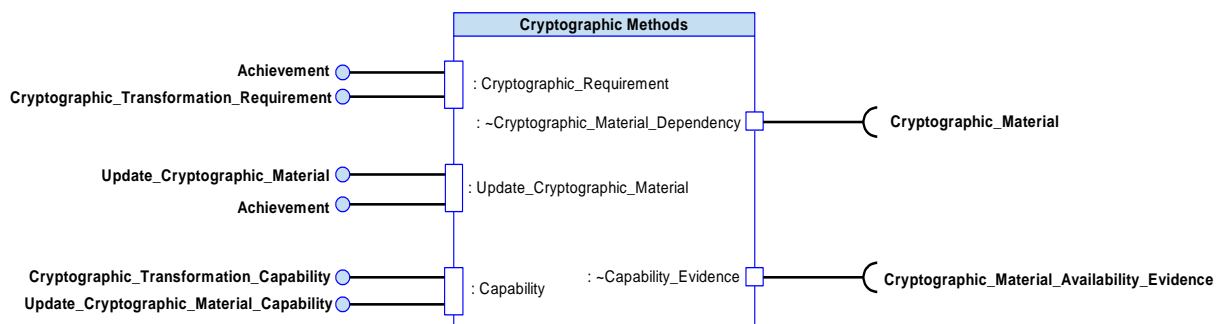 Cryptographic Methods
Achievement
: Cryptographic_Requirement
Cryptographic_Transformation_Requirement
: ~Cryptographic_Material_Dependency
Cryptographic_Material
Update_Cryptographic_Material
: Update_Cryptographic_Material
Achievement
Cryptographic_Transformation_Capability
: ~Capability_Evidence
Cryptographic_Material_Availability_Evidence
: Capability
Update_Cryptographic_Material_Capability